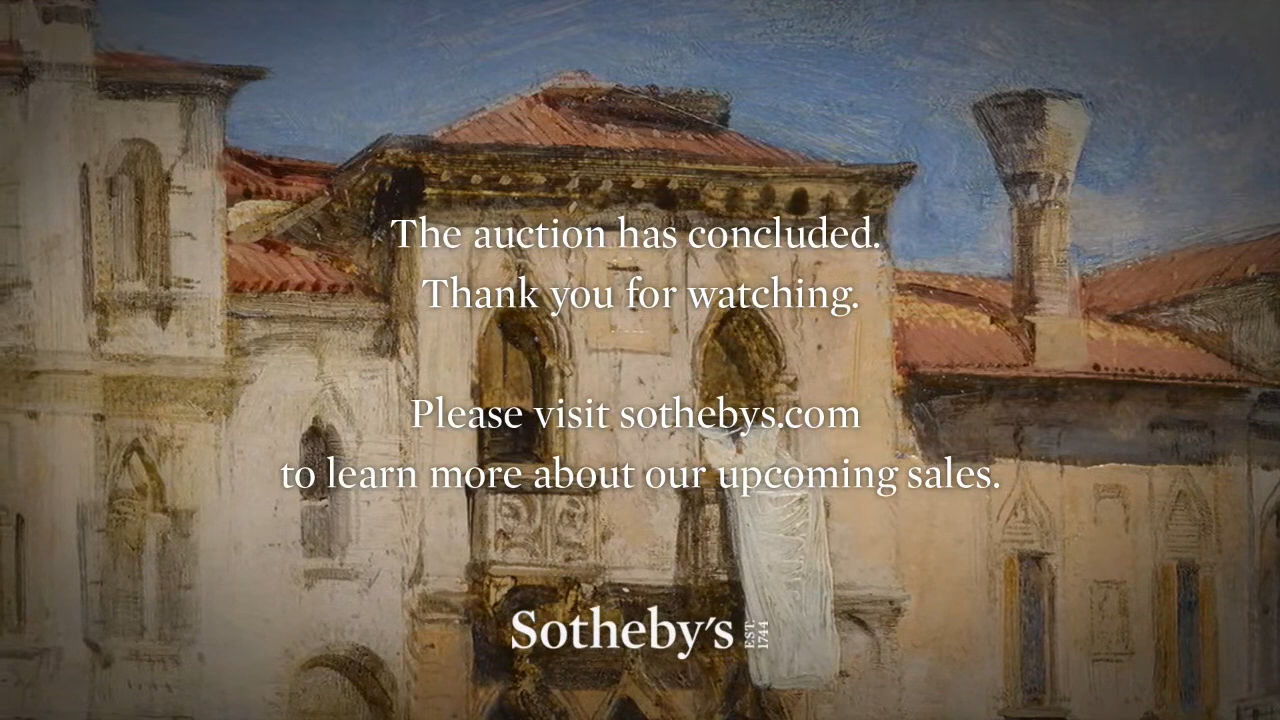 The auction has concluded.
Thank you for watching.
Please visit sothebys.com
to learn more about our upcoming sales.
Sotheby's EST. 1744